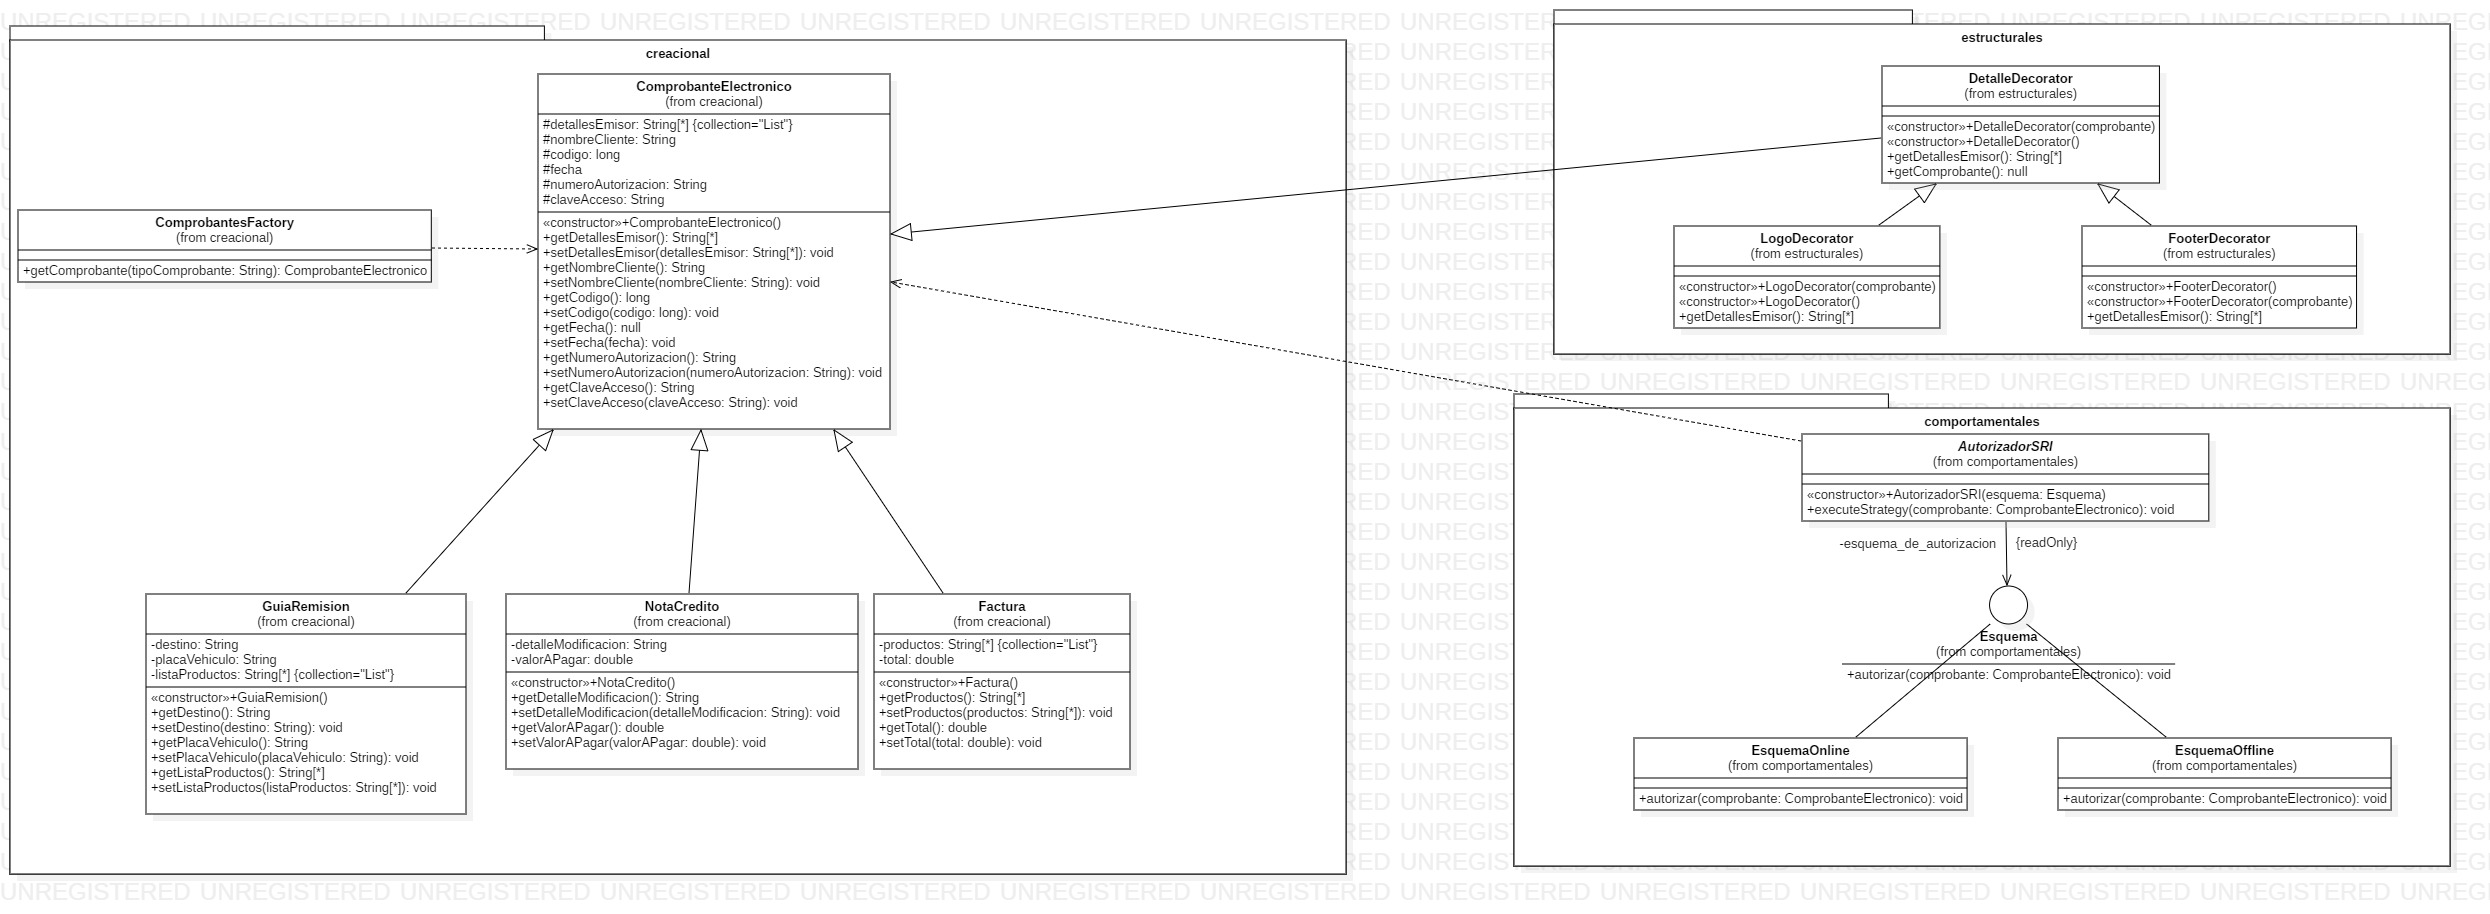 creacional
ComprobanteElectronico
(from creacional)
#detallesEmisor: String[*] {collection="List"}
#nombreCliente: String
#codigo: long
#fecha
#numeroAutorizacion: String
#claveAcceso: String
«constructor»+ComprobanteElectronico()
+getDetallesEmisor(): String[*]
+setDetallesEmisor(detallesEmisor: String[*]): void
+getNombreCliente(): String
+setNombreCliente(nombreCliente: String): void
+getCodigo(): long
+setCodigo(codigo: long): void
+getFecha(): null
+setFecha(fecha): void
+getNumeroAutorizacion(): String
+setNumeroAutorizacion(numeroAutorizacion: String): void
+getClaveAcceso(): String
+setClaveAcceso(claveAcceso: String): void
ComprobantesFactory
(from creacional)
+getComprobante(tipoComprobante: String): ComprobanteElectronico
GuiaRemision
(from creacional)
-destino: String
-placaVehiculo: String
-listaProductos: String[*] {collection="List"}
«constructor»+GuiaRemision()
+getDestino(): String
+setDestino(destino: String): void
+getPlacaVehiculo(): String
+setPlacaVehiculo(placaVehiculo: String): void
+getListaProductos(): String[*]
+setListaProductos(listaProductos: String[*]): void
NotaCredito
(from creacional)
-detalleModificacion: String
-valorAPagar: double
«constructor»+NotaCredito()
+getDetalleModificacion(): String
+setDetalleModificacion(detalleModificacion: String): void
+getValorAPagar(): double
+setValorAPagar(valorAPagar: double): void
Factura
(from creacional)
-productos: String[*] {collection="List"}
-total: double
«constructor»+Factura()
+getProductos(): String[*]
+setProductos(productos: String[*]): void
+getTotal(): double
+setTotal(total: double): void
estructurales
DetalleDecorator
(from estructurales)
«constructor»+DetalleDecorator(comprobante)
«constructor»+DetalleDecorator()
+getDetallesEmisor(): String[*]
+getComprobante(): null
LogoDecorator
(from estructurales)
«constructor»+LogoDecorator(comprobante)
«constructor»+LogoDecorator()
+getDetallesEmisor(): String[*]
FooterDecorator
(from estructurales)
«constructor»+FooterDecorator()
«constructor»+FooterDecorator(comprobante)
+getDetallesEmisor(): String[*]
comportamentales
AutorizadorSRI
(from comportamentales)
«constructor»+AutorizadorSRI(esquema: Esquema)
+executeStrategy(comprobante: ComprobanteElectronico): void
-esquema_de_autorizacion {readOnly}
Esquema
(from comportamentales)
+autorizar(comprobante: ComprobanteElectronico): void
EsquemaOnline
(from comportamentales)
+autorizar(comprobante: ComprobanteElectronico): void
EsquemaOffline
(from comportamentales)
+autorizar(comprobante: ComprobanteElectronico): void
UNREGISTERED UNREGISTERED UNREGISTERED UNREGISTERED UNREGISTERED UNREGISTERED UNREGISTERED